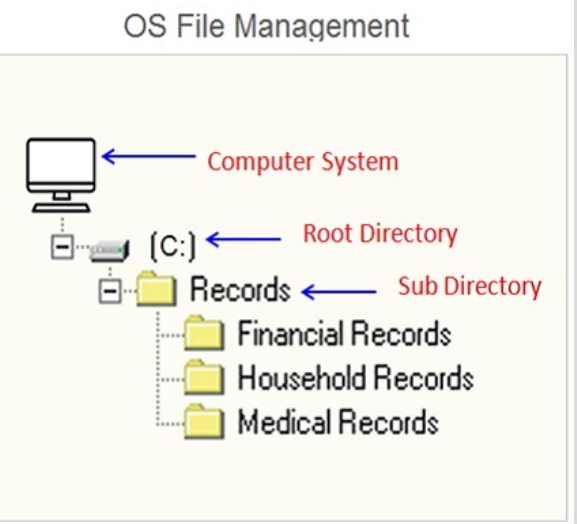 OS File Management
Computer System
(C:)
Root Directory
Records
Sub Directory
Financial Records
Household Records
Medical Records